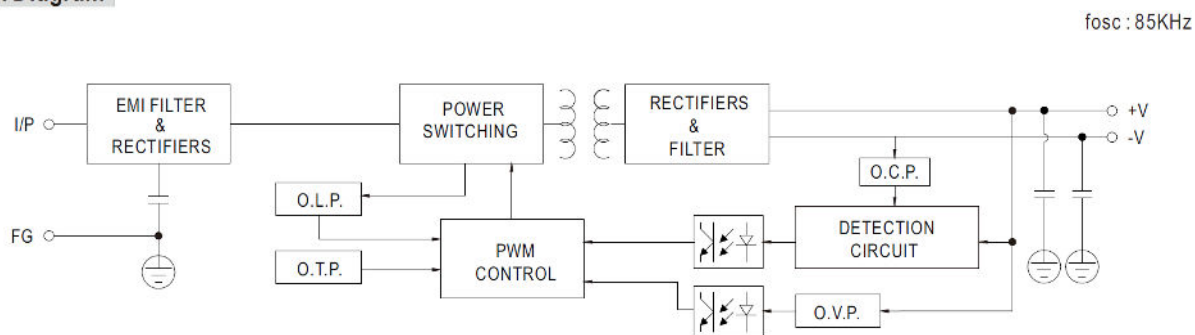 fosc : 85KHz
I/P
EMI FILTER
&
RECTIFIERS
POWER
SWITCHING
RECTIFIERS
&
FILTER
+V
-V
O.C.P.
O.L.P.
FG
O.T.P.
PWM
CONTROL
DETECTION
CIRCUIT
O.V.P.